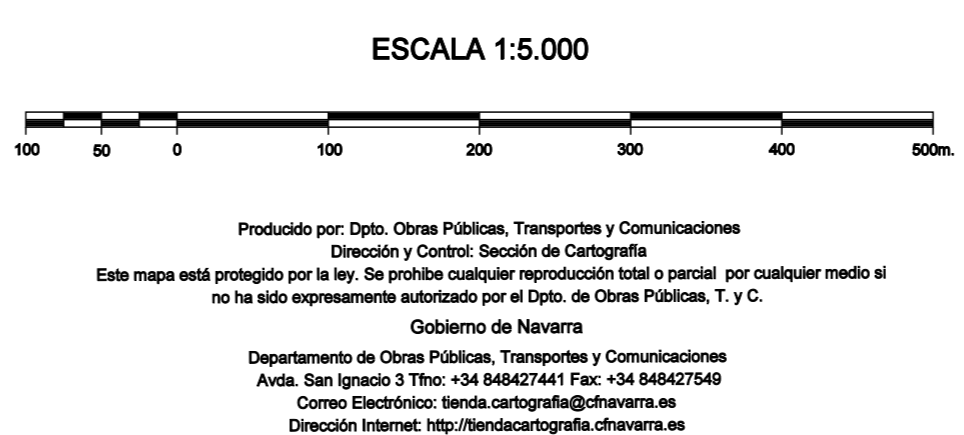 ESCALA 1:5.000
100 50 0 100 200 300 400 500m.
Producido por: Dpto. Obras Públicas, Transportes y Comunicaciones
Dirección y Control: Sección de Cartografía
Este mapa está protegido por la ley. Se prohibe cualquier reproducción total o parcial por cualquier medio si
no ha sido expresamente autorizado por el Dpto. de Obras Públicas, T. y C.
Gobierno de Navarra
Departamento de Obras Públicas, Transportes y Comunicaciones
Avda. San Ignacio 3 Tfno: +34 848427441 Fax: +34 848427549
Correo Electrónico: tienda.cartografia@cfnavarra.es
Dirección Internet: http://tiendacartografia.cfnavarra.es